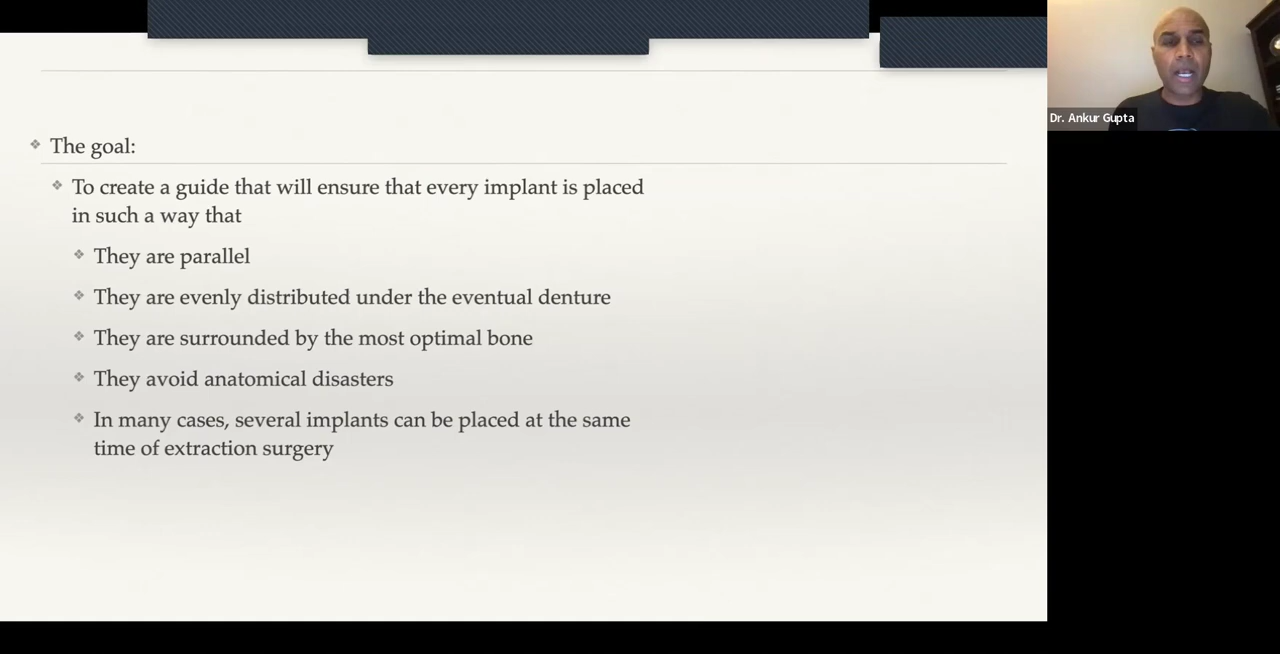 The goal:
To create a guide that will ensure that every implant is placed
in such a way that
They are parallel
They are evenly distributed under the eventual denture
They are surrounded by the most optimal bone
They avoid anatomical disasters
In many cases, several implants can be placed at the same
time of extraction surgery
Dr. Ankur Gupta